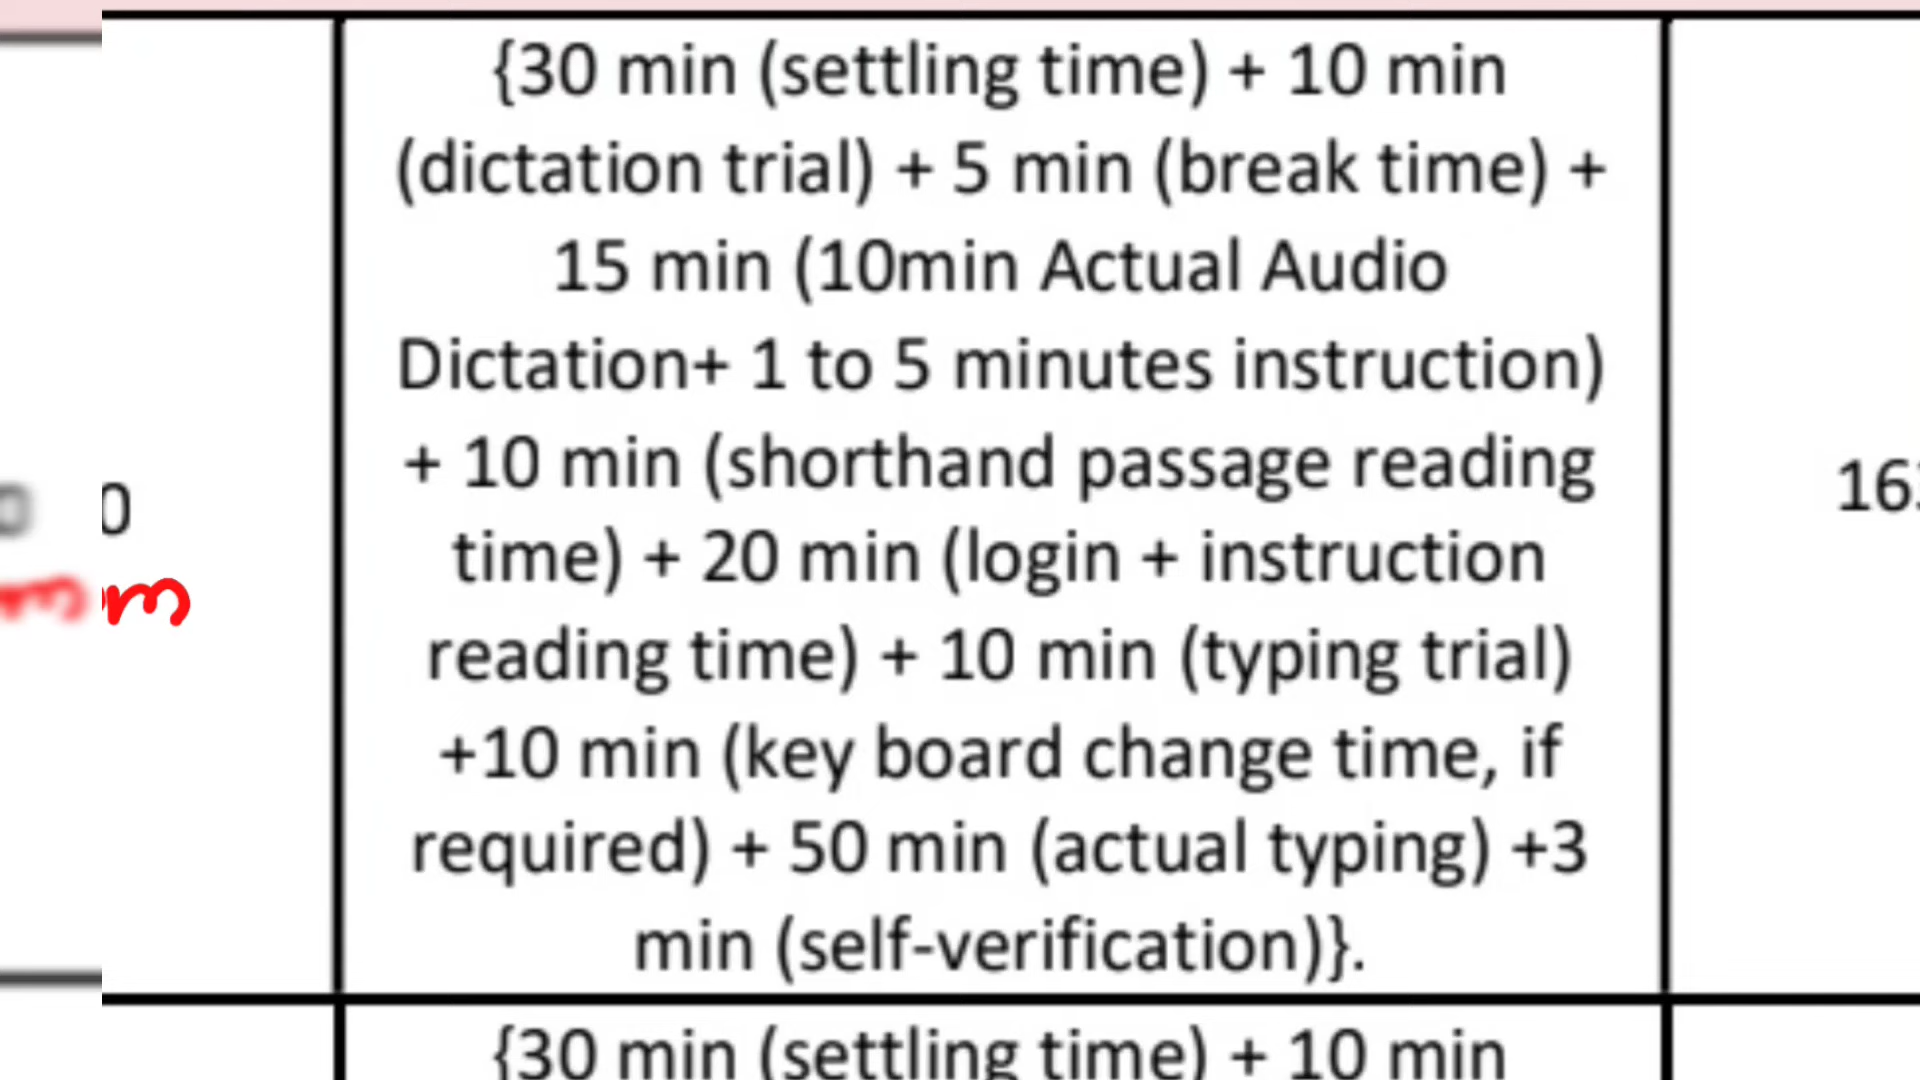 {30 min (settling time) + 10 min
(dictation trial) + 5 min (break time) +
15 min (10min Actual Audio
Dictation+ 1 to 5 minutes instruction)
+ 10 min (shorthand passage reading
time) + 20 min (login + instruction
reading time) + 10 min (typing trial)
+10 min (key board change time, if
required) + 50 min (actual typing) +3
min (self-verification)}.
{30 min (settling time) + 10 min